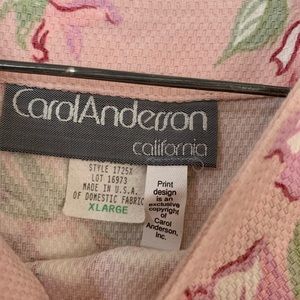 CarolAnderson
california
STYLE 1725X
LOT 16973
MADE IN U.S.A.
OF DOMESTIC FABRIC
XLARGE
Print
design
is an
exclusive
copyright
of
Carol
Anderson,
Inc.